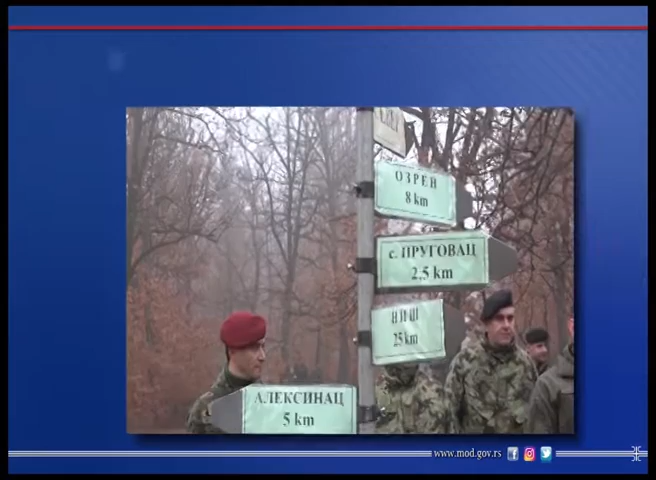 ОЗРЕН
8 km
с. ПРУГОВАЦ
2,5 km
НИШ
25 km
АЛЕКСИНАЦ
5 km
www.mod.gov.rs